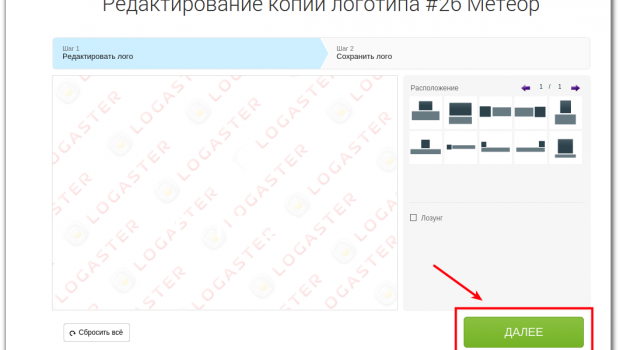 Редактирование копии логотипа #26 Метеор
Шаг 1
Редактировать лого
Шаг 2
Сохранить лого
LOGASTER
LOGASTER
LOGASTER
LOGASTER
LOGASTER
LOGASTER
LOGASTER
LOGASTER
Расположение
1 / 1
Лозунг
Сбросить всё
ДАЛЕЕ